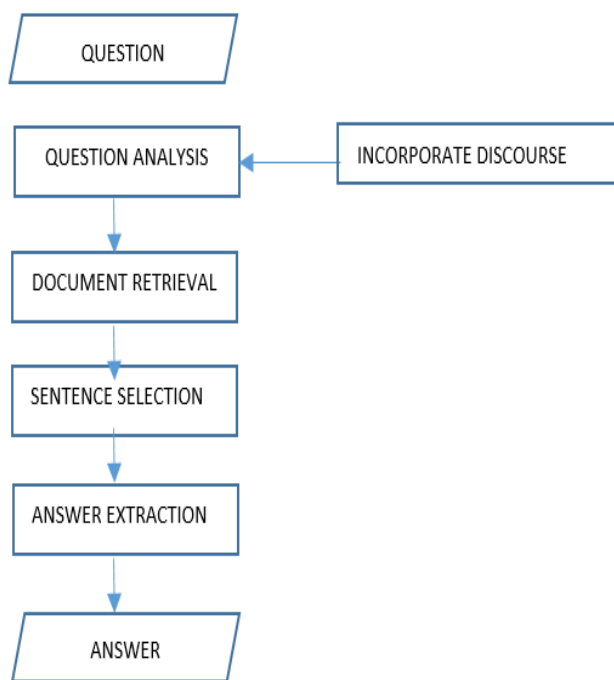 QUESTION
QUESTION ANALYSIS
INCORPORATE DISCOURSE
DOCUMENT RETRIEVAL
SENTENCE SELECTION
ANSWER EXTRACTION
ANSWER